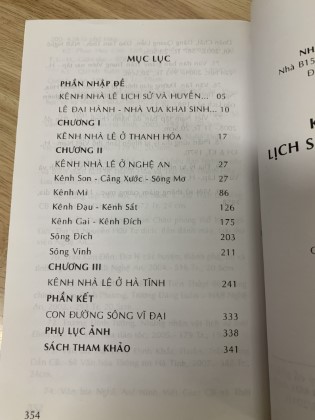 MỤC LỤC
PHẦN NHẬP ĐỀ
KÊNH NHÀ LÊ LỊCH SỬ VÀ HUYỀN... 05
LÊ ĐẠI HÀNH - NHÀ VUA KHAI SINH... 10
CHƯƠNG I
KÊNH NHÀ LÊ Ở THANH HÓA 17
CHƯƠNG II
KÊNH NHÀ LÊ Ở NGHỆ AN 27
Kênh Son - Cảng Xước - Sông Mơ 27
Kênh Mi 86
Kênh Đậu - Kênh Sắt 126
Kênh Gai - Kênh Đích 175
Sông Đích 203
Sông Vinh 211
CHƯƠNG III
KÊNH NHÀ LÊ Ở HÀ TĨNH 241
PHẦN KẾT
CON ĐƯỜNG SÔNG VĨ ĐẠI 333
PHỤ LỤC ẢNH 338
SÁCH THAM KHẢO 341
354
NH
Nhà B15
Đ
K
LỊCH S